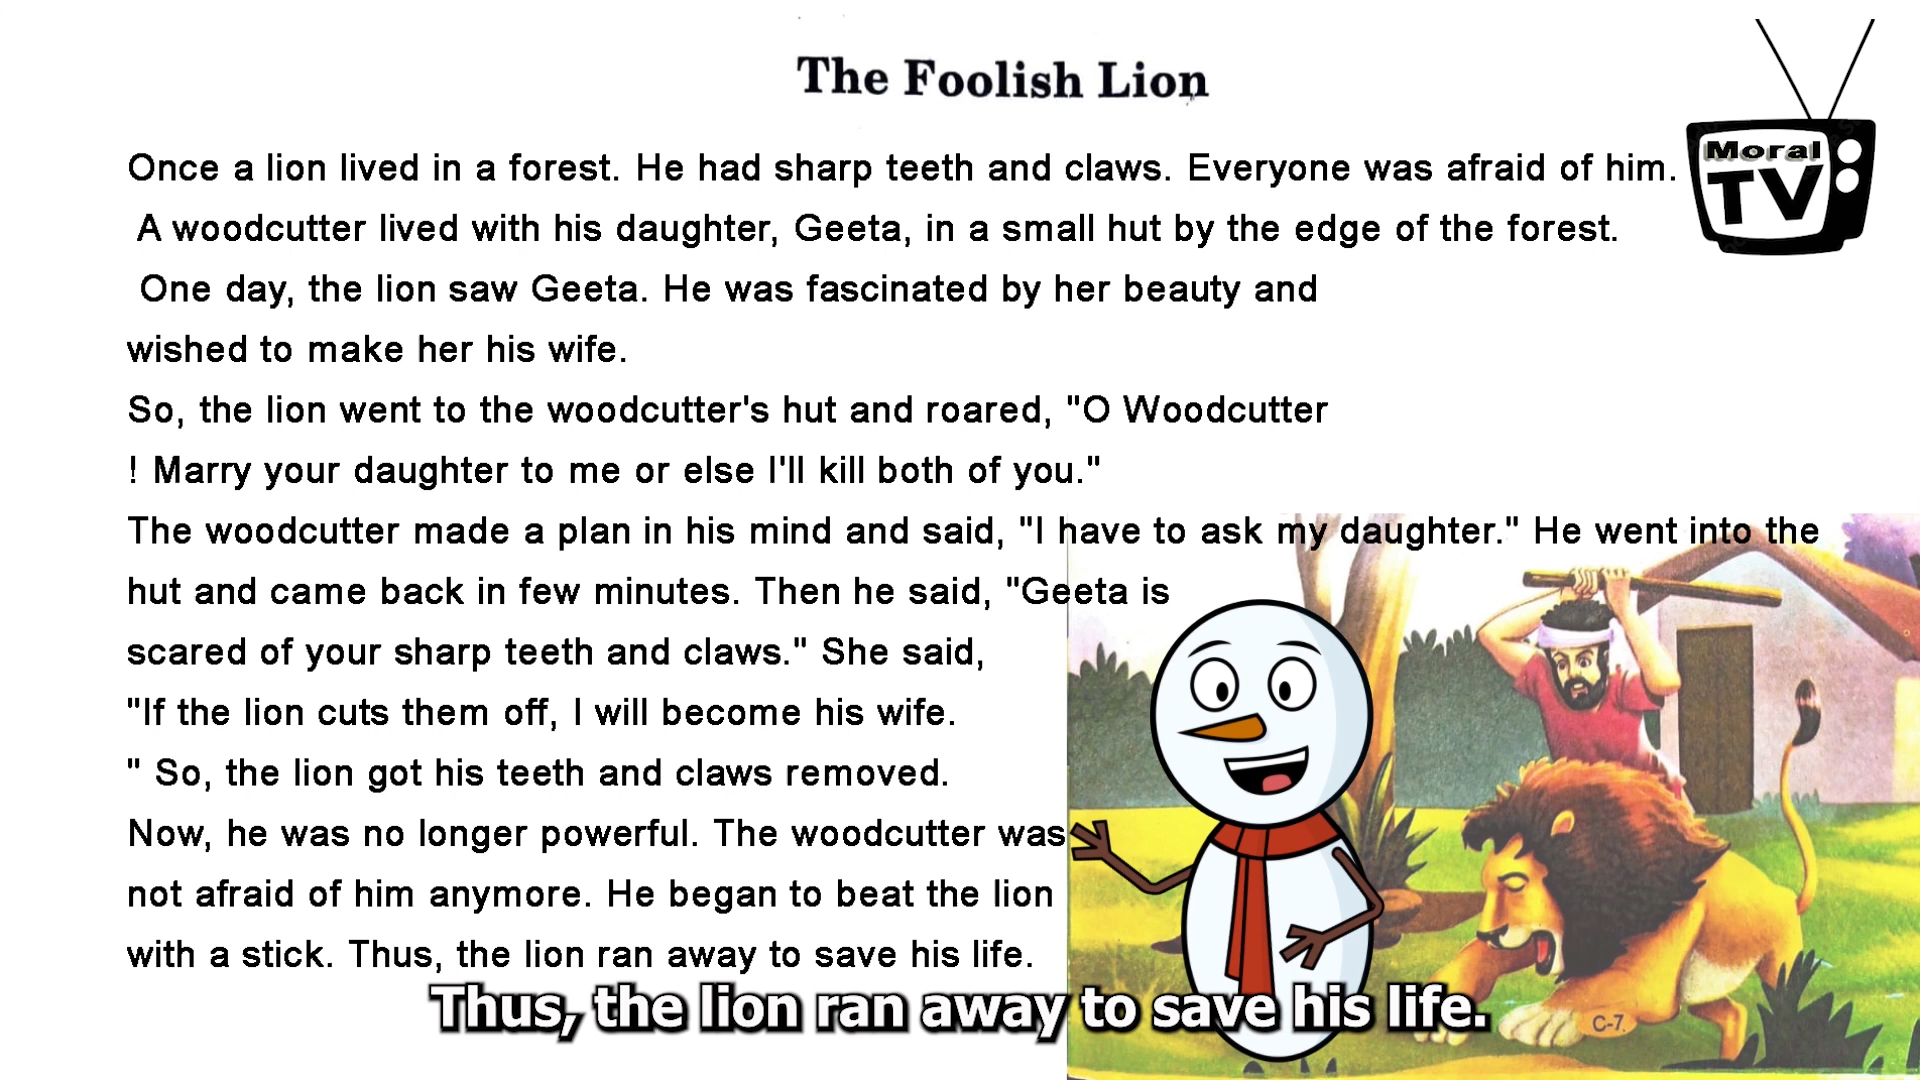 The Foolish Lion
Moral
TV
Once a lion lived in a forest. He had sharp teeth and claws. Everyone was afraid of him.
A woodcutter lived with his daughter, Geeta, in a small hut by the edge of the forest.
One day, the lion saw Geeta. He was fascinated by her beauty and
wished to make her his wife.
So, the lion went to the woodcutter's hut and roared, "O Woodcutter
! Marry your daughter to me or else I'll kill both of you."
The woodcutter made a plan in his mind and said, "I have to ask my daughter." He went into the
hut and came back in few minutes. Then he said, "Geeta is
scared of your sharp teeth and claws." She said,
"If the lion cuts them off, I will become his wife.
" So, the lion got his teeth and claws removed.
Now, he was no longer powerful. The woodcutter was
not afraid of him anymore. He began to beat the lion
with a stick. Thus, the lion ran away to save his life.
Thus, the lion ran away to save his life.
C-7.